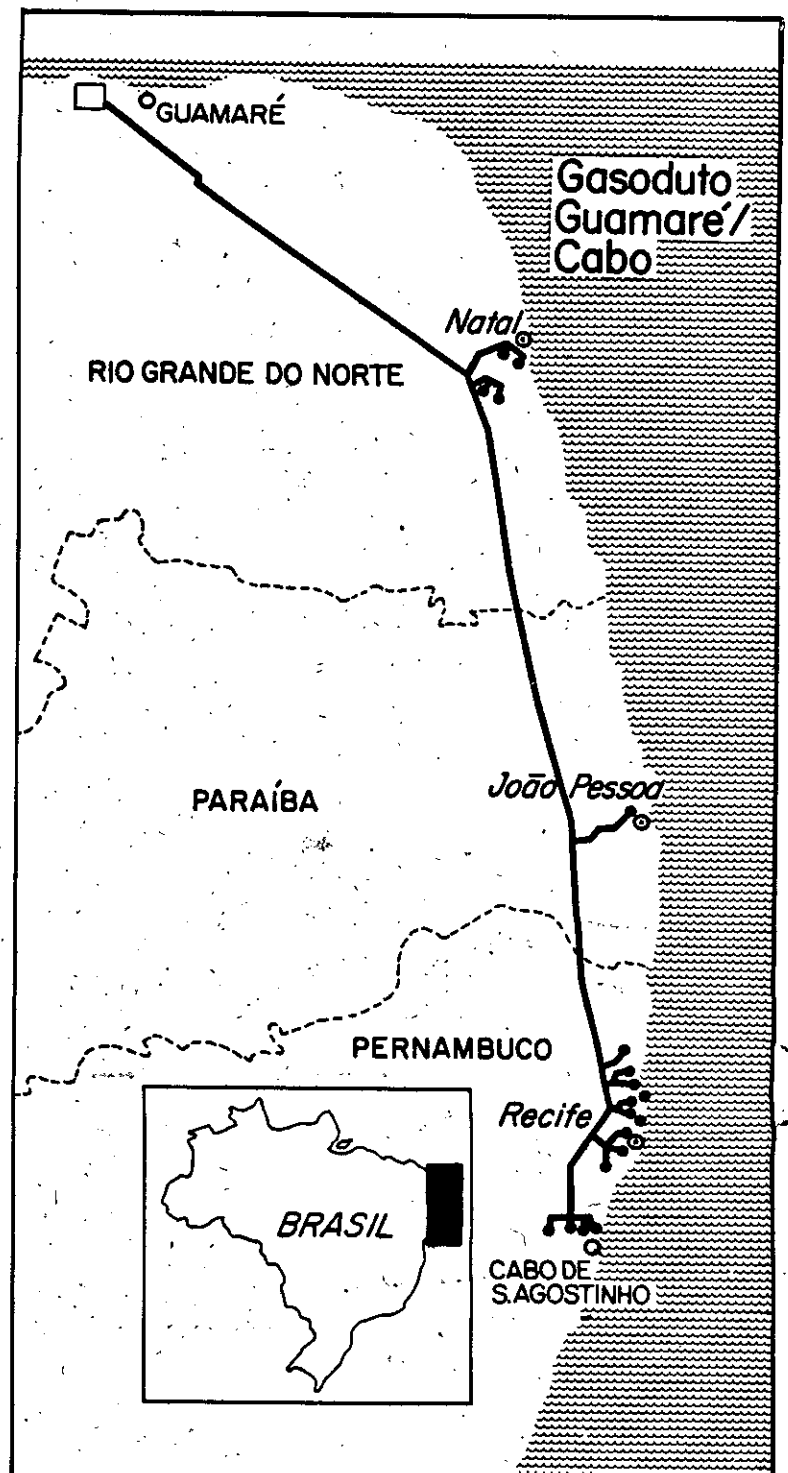 GUAMARÉ
Gasoduto
Guamaré/
Cabo
Natal
RIO GRANDE DO NORTE
João Pessoa
PARAÍBA
PERNAMBUCO
Recife
BRASIL
CABO DE
S.AGOSTINHO